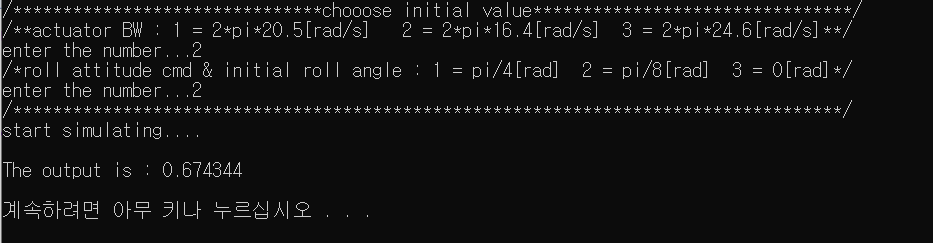 /******************************chooose initial value******************************/
/**actuator BW : 1 = 2*pi*20.5[rad/s]   2 = 2*pi*16.4[rad/s]  3 = 2*pi*24.6[rad/s]**/
enter the number...2
/*roll attitude cmd & initial roll angle : 1 = pi/4[rad]  2 = pi/8[rad]  3 = 0[rad]*/
enter the number...2
/********************************************************************************/
start simulating....
The output is : 0.674344
계속하려면 아무 키나 누르십시오 . . .